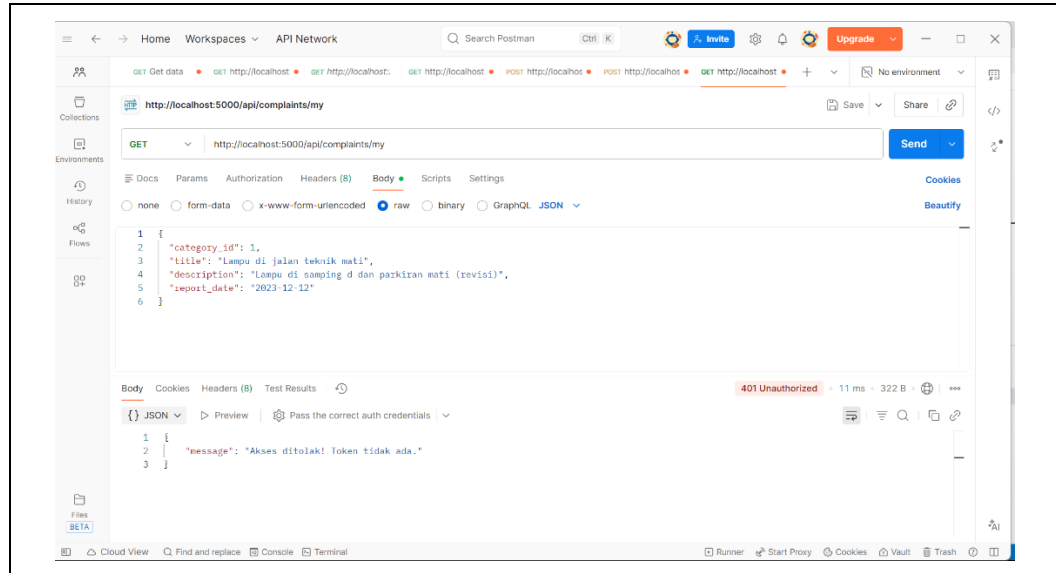 Home Workspaces API Network Search Postman Ctrl K Invite Upgrade
GET Get data GET http://localhost GET http://localhost: GET http://localhost POST http://localhos POST http://localhos GET http://localhost No environment
HTTP http://localhost:5000/api/complaints/my Save Share
Collections
GET http://localhost:5000/api/complaints/my Send
Environments
Docs Params Authorization Headers (8) Body Scripts Settings Cookies
History
none form-data x-www-form-urlencoded raw binary GraphQL JSON Beautify
Flows
1 {
2 "category_id": 1,
3 "title": "Lampu di jalan teknik mati",
4 "description": "Lampu di samping d dan parkiran mati (revisi)",
5 "report_date": "2023-12-12"
6 }
Body Cookies Headers (8) Test Results 401 Unauthorized 11 ms 322 B
{} JSON Preview Pass the correct auth credentials
1 {
2 "message": "Akses ditolak! Token tidak ada."
3 }
Files
BETA
AI
Cloud View Find and replace Console Terminal Runner Start Proxy Cookies Vault Trash